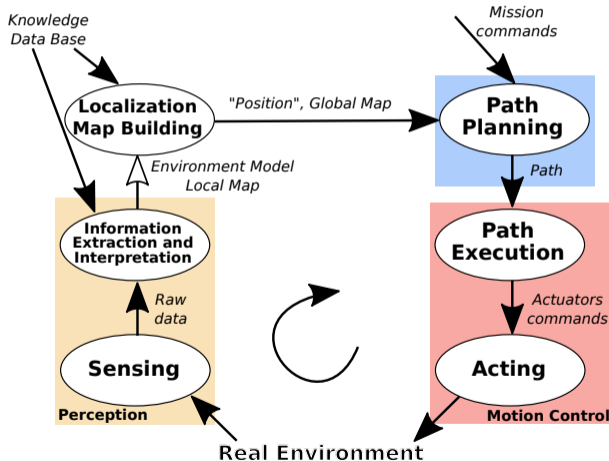 Knowledge
Data Base
Mission
commands
Localization
Map Building
"Position", Global Map
Path
Planning
Environment Model
Local Map
Path
Information
Extraction and
Interpretation
Path
Execution
Raw
data
Actuators
commands
Sensing
Acting
Perception
Motion Control
Real Environment